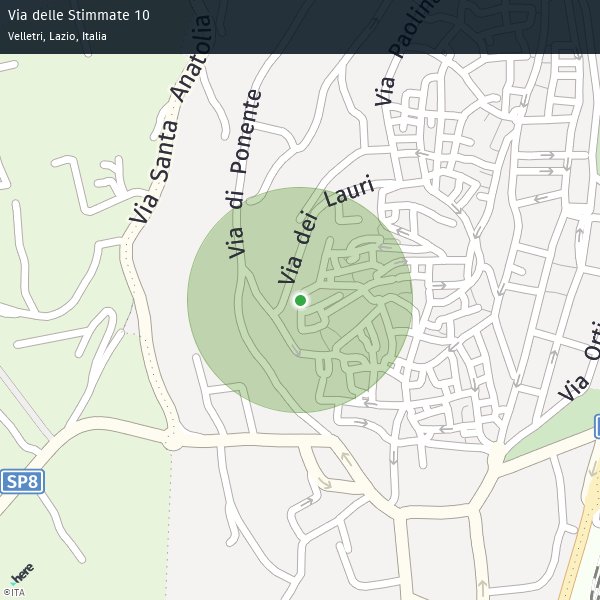 Via delle Stimmate 10
Velletri, Lazio, Italia
Via Santa Anatolia
Via di Ponente
Via Paolina
Via dei Lauri
Via Orti
SP8
here
©ITA